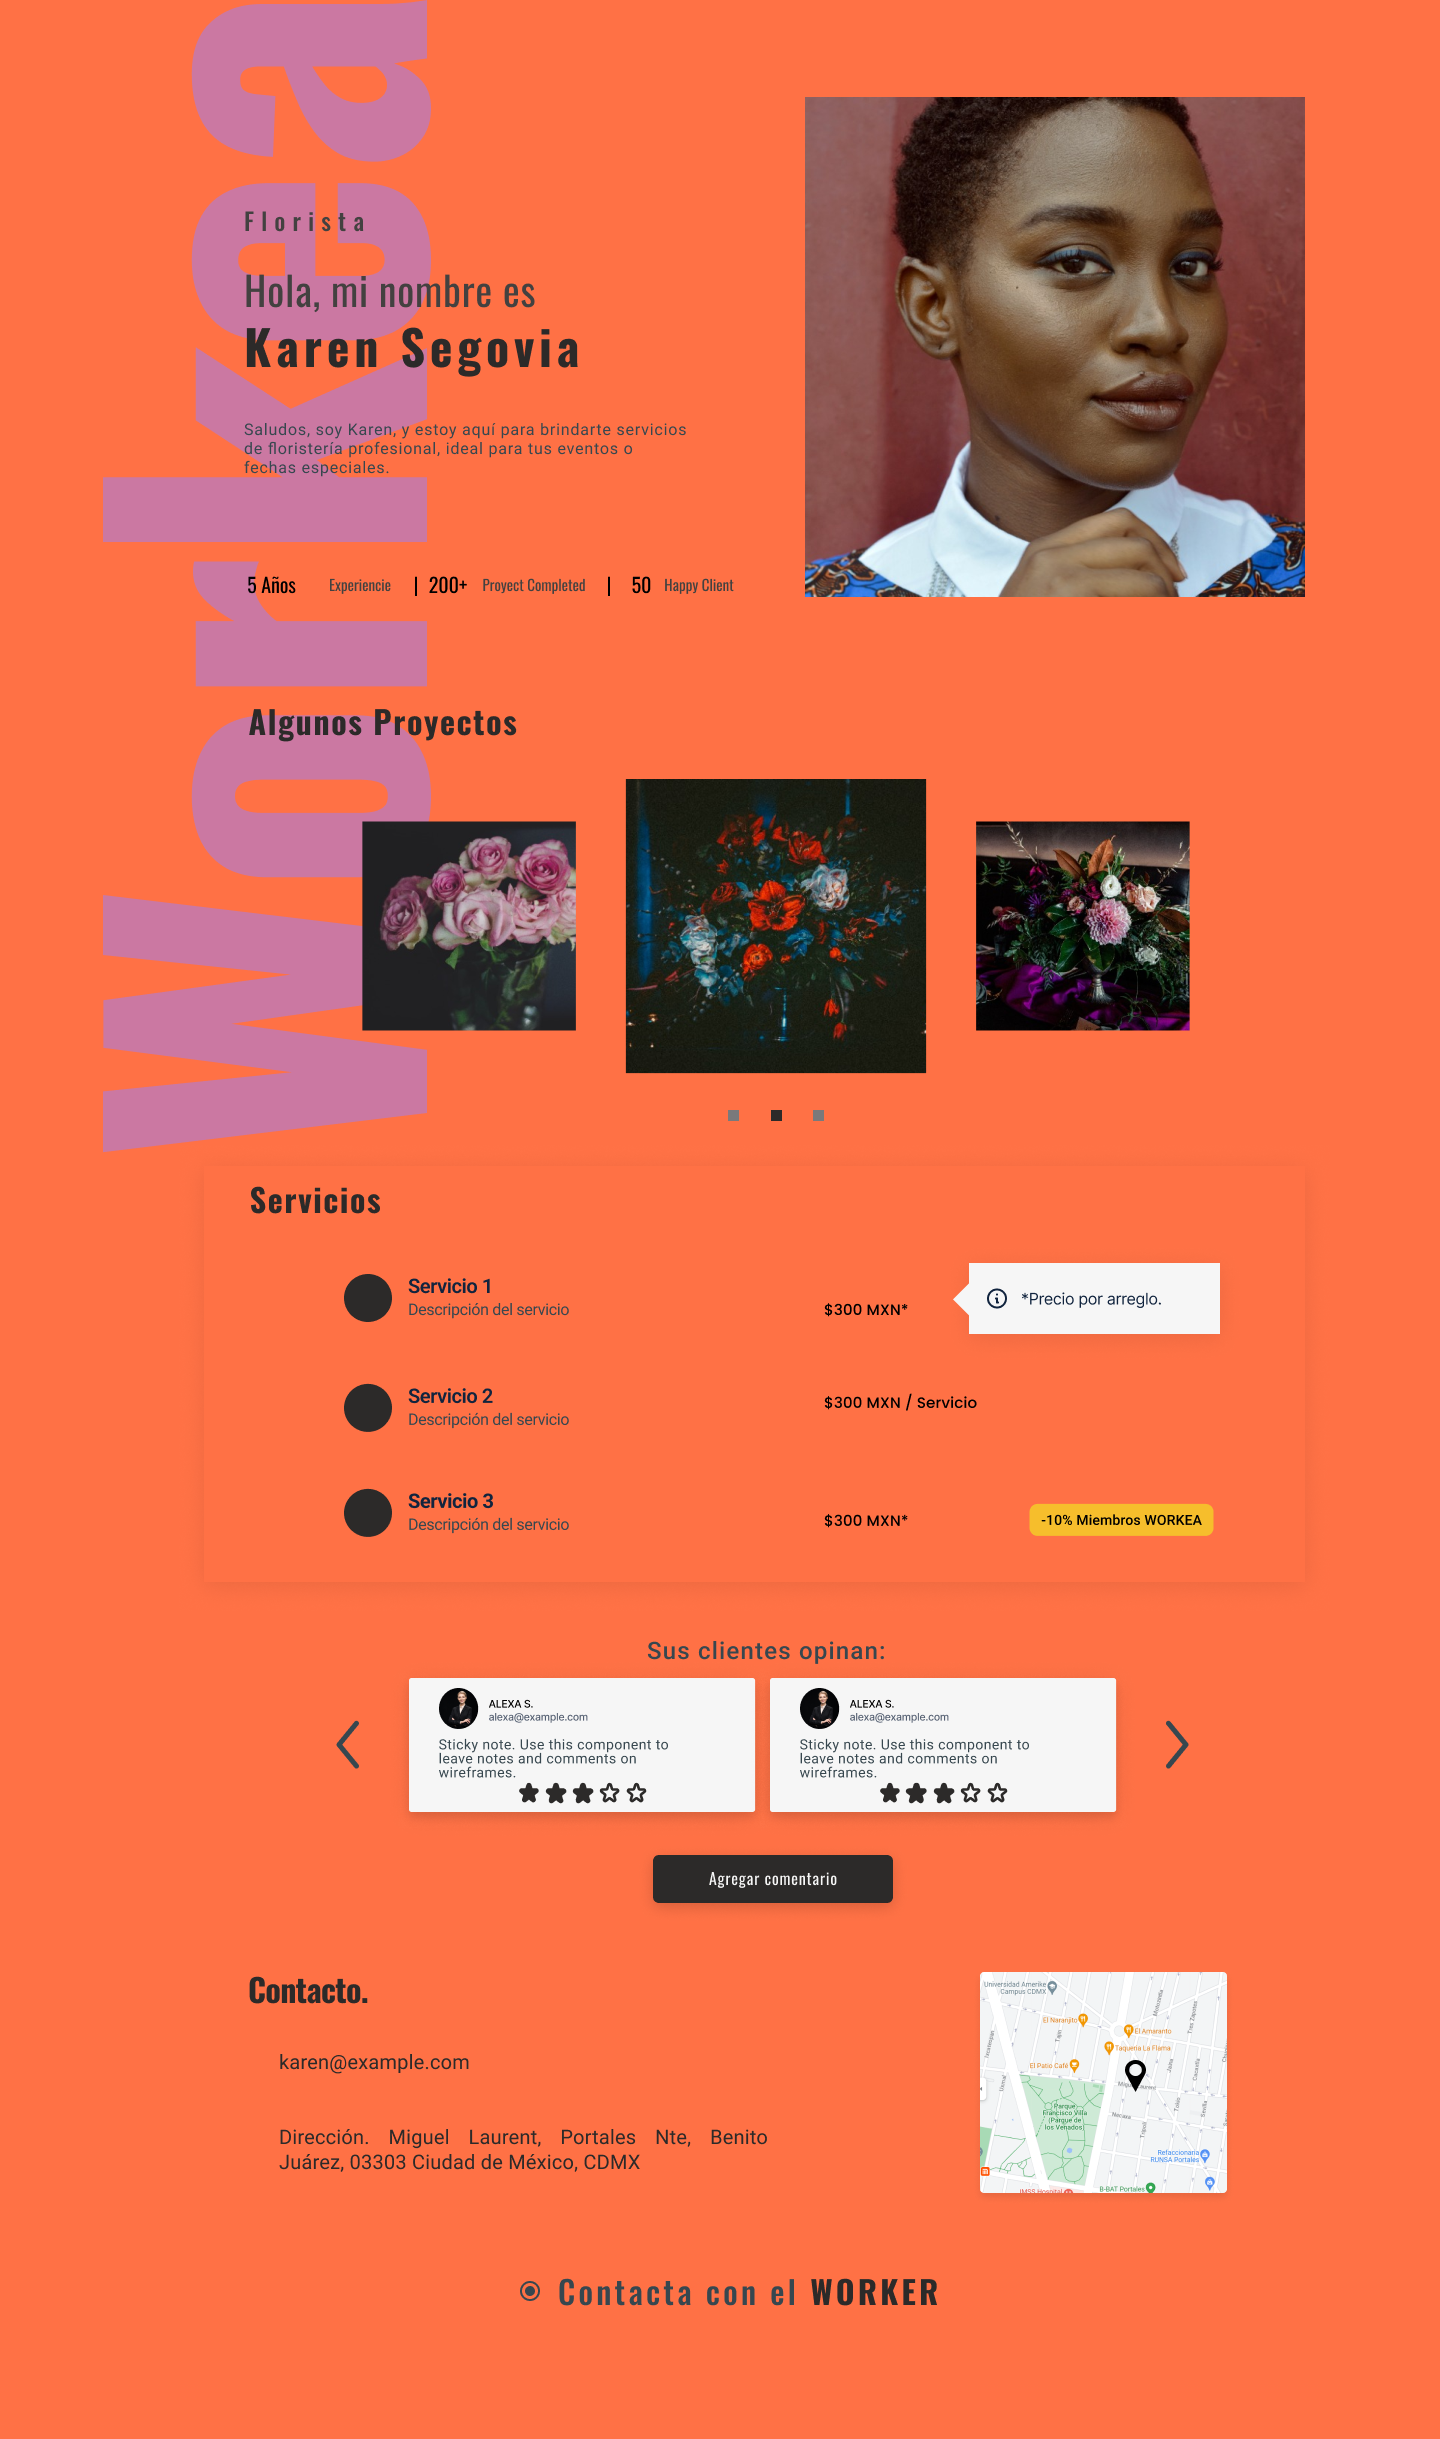 Workea
Florista
Hola, mi nombre es
Karen Segovia
Saludos, soy Karen, y estoy aquí para brindarte servicios
de floristería profesional, ideal para tus eventos o
fechas especiales.
5 Años Experiencie | 200+ Proyect Completed | 50 Happy Client
Algunos Proyectos
Servicios
Servicio 1
Descripción del servicio
$300 MXN*
*Precio por arreglo.
Servicio 2
Descripción del servicio
$300 MXN / Servicio
Servicio 3
Descripción del servicio
$300 MXN*
-10% Miembros WORKEA
Sus clientes opinan:
ALEXA S.
alexa@example.com
Sticky note. Use this component to
leave notes and comments on
wireframes.
ALEXA S.
alexa@example.com
Sticky note. Use this component to
leave notes and comments on
wireframes.
Agregar comentario
Contacto.
karen@example.com
Dirección. Miguel Laurent, Portales Nte, Benito
Juárez, 03303 Ciudad de México, CDMX
Universidad Amerike
Campus CDMX
El Naranjito
El Amaranto
Taquería La Flama
El Patio Café
Parque
Francisco Villa
(Parque de
los Venados)
Refaccionaria
RUNSA Portales
IMSS Hospital
B-BAT Portales
Contacta con el WORKER